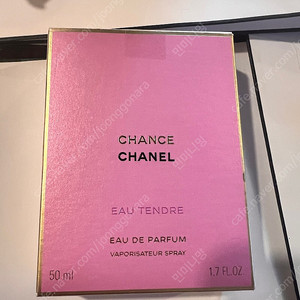 CHANCE
CHANEL
EAU TENDRE
EAU DE PARFUM
VAPORISATEUR SPRAY
50 ml 1.7 FL.OZ